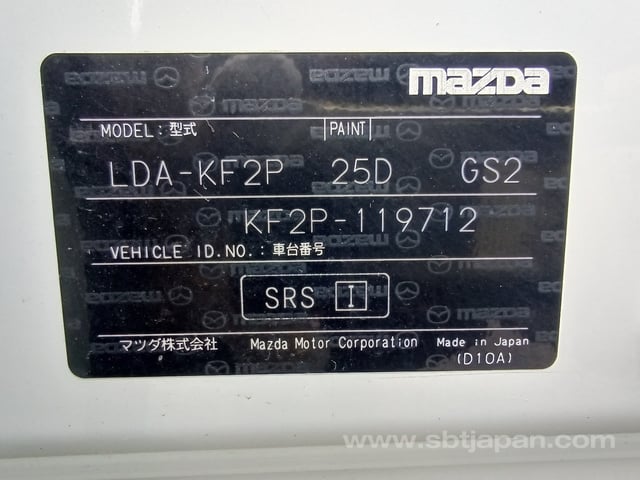 mazda
MODEL : 型式 PAINT
LDA-KF2P 25D GS2
KF2P-119712
VEHICLE ID.NO. : 車台番号
SRS I
マツダ株式会社 Mazda Motor Corporation Made in Japan
(D10A)
www.sbtjapan.com